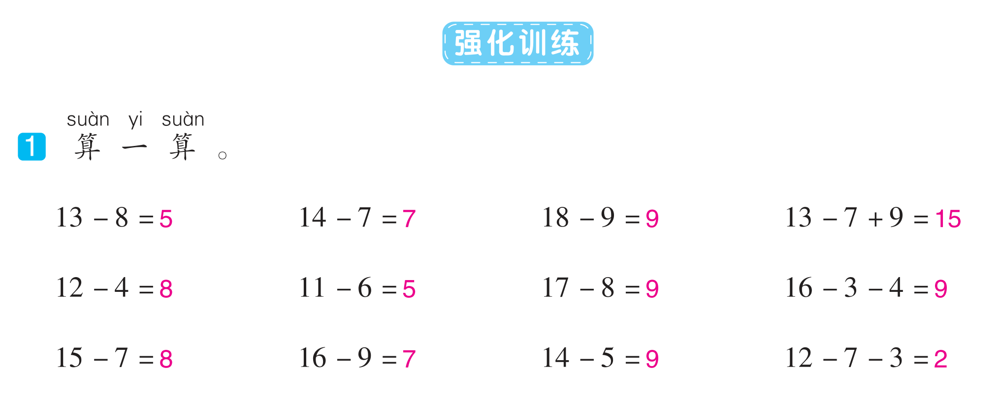 强化训练
suàn yi suàn
1 算一算。
13 − 8 = 5 14 − 7 = 7 18 − 9 = 9 13 − 7 + 9 = 15
12 − 4 = 8 11 − 6 = 5 17 − 8 = 9 16 − 3 − 4 = 9
15 − 7 = 8 16 − 9 = 7 14 − 5 = 9 12 − 7 − 3 = 2